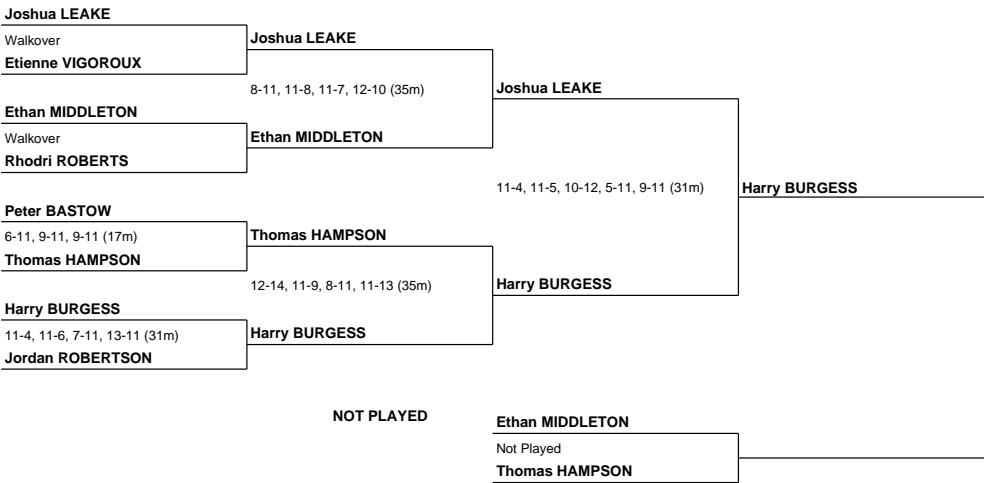 Joshua LEAKE
Walkover
Etienne VIGOROUX
Joshua LEAKE
8-11, 11-8, 11-7, 12-10 (35m)
Ethan MIDDLETON
Walkover
Rhodri ROBERTS
Ethan MIDDLETON
Joshua LEAKE
11-4, 11-5, 10-12, 5-11, 9-11 (31m)
Harry BURGESS
Peter BASTOW
6-11, 9-11, 9-11 (17m)
Thomas HAMPSON
Thomas HAMPSON
12-14, 11-9, 8-11, 11-13 (35m)
Harry BURGESS
Harry BURGESS
11-4, 11-6, 7-11, 13-11 (31m)
Jordan ROBERTSON
Harry BURGESS
NOT PLAYED
Ethan MIDDLETON
Not Played
Thomas HAMPSON